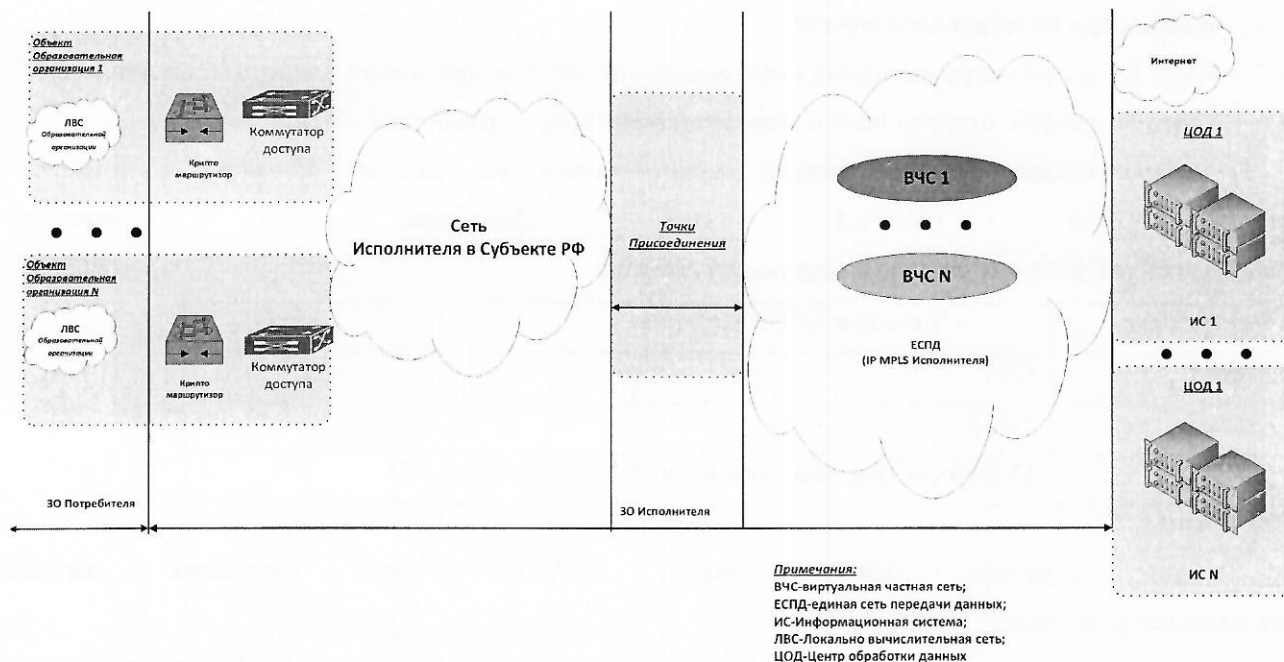 Объект
Образовательная
организация 1
ЛВС
Образовательной
организации
Крипто
маршрутизор
Коммутатор
доступа
Объект
Образовательная
организация N
ЛВС
Образовательной
организации
Крипто
маршрутизор
Коммутатор
доступа
Сеть
Исполнителя в Субъекте РФ
Точки
Присоединения
ВЧС 1
ВЧС N
ЕСПД
(IP MPLS Исполнителя)
Интернет
ЦОД 1
ИС 1
ЦОД 1
ИС N
ЗО Потребителя
ЗО Исполнителя
Примечания:
ВЧС-виртуальная частная сеть;
ЕСПД-единая сеть передачи данных;
ИС-Информационная система;
ЛВС-Локально вычислительная сеть;
ЦОД-Центр обработки данных